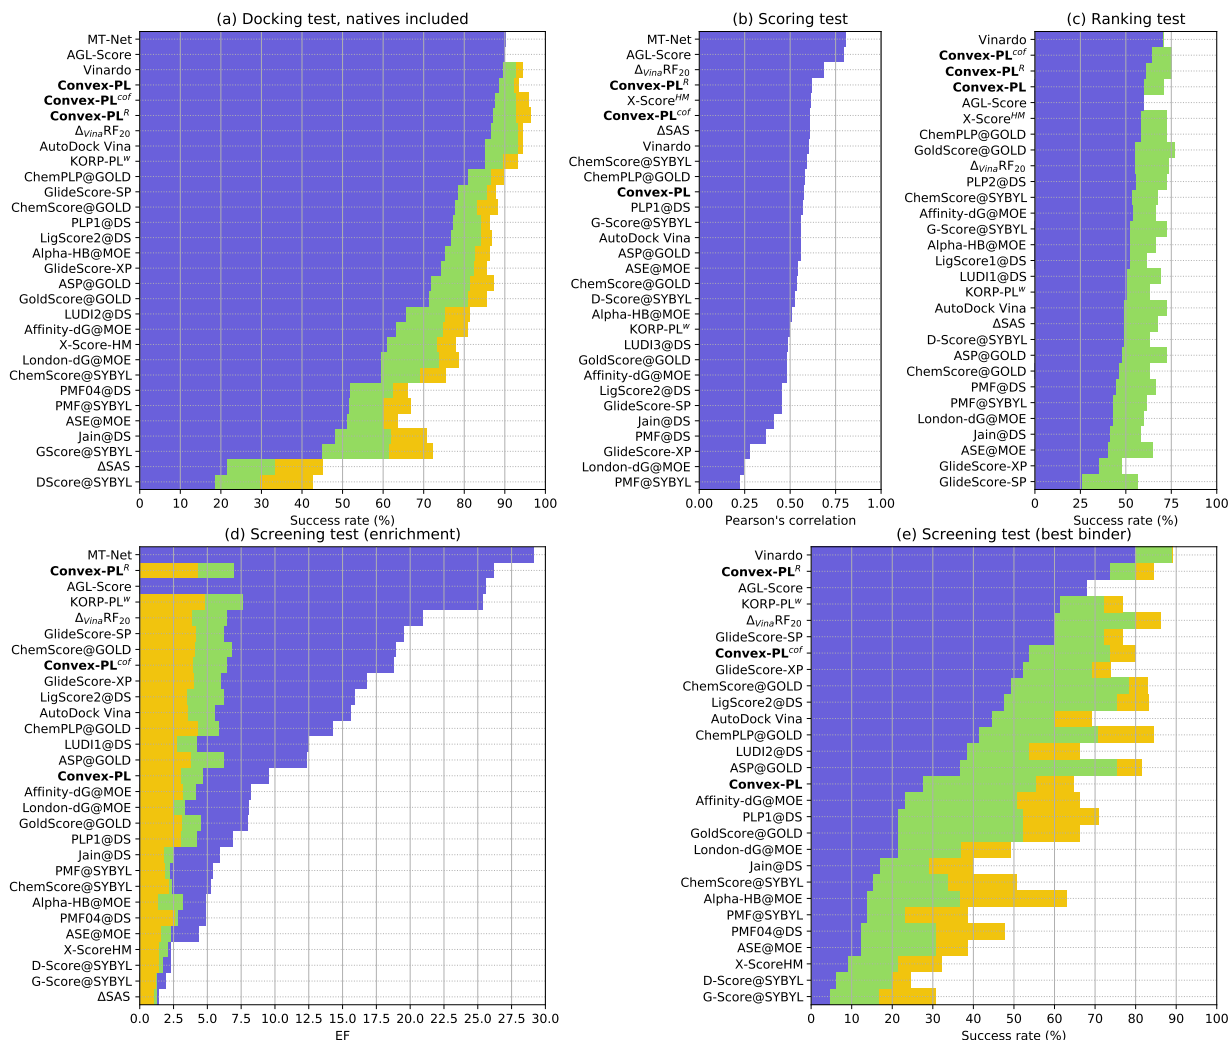 (a) Docking test, natives included
MT-Net
AGL-Score
Vinardo
Convex-PL
Convex-PL^cof
Convex-PL^R
Δ_Vina RF_20
AutoDock Vina
KORP-PL^w
ChemPLP@GOLD
GlideScore-SP
ChemScore@GOLD
PLP1@DS
LigScore2@DS
Alpha-HB@MOE
GlideScore-XP
ASP@GOLD
GoldScore@GOLD
LUDI2@DS
Affinity-dG@MOE
X-Score-HM
London-dG@MOE
ChemScore@SYBYL
PMF04@DS
PMF@SYBYL
ASE@MOE
Jain@DS
GScore@SYBYL
ΔSAS
DScore@SYBYL
0 10 20 30 40 50 60 70 80 90 100
Success rate (%)
(b) Scoring test
MT-Net
AGL-Score
Δ_Vina RF_20
Convex-PL^R
X-Score^HM
Convex-PL^cof
ΔSAS
Vinardo
ChemScore@SYBYL
ChemPLP@GOLD
Convex-PL
PLP1@DS
G-Score@SYBYL
AutoDock Vina
ASP@GOLD
ASE@MOE
ChemScore@GOLD
D-Score@SYBYL
Alpha-HB@MOE
KORP-PL^w
LUDI3@DS
GoldScore@GOLD
Affinity-dG@MOE
LigScore2@DS
GlideScore-SP
Jain@DS
PMF@DS
GlideScore-XP
London-dG@MOE
PMF@SYBYL
0.00 0.25 0.50 0.75 1.00
Pearson's correlation
(c) Ranking test
Vinardo
Convex-PL^cof
Convex-PL^R
Convex-PL
AGL-Score
X-Score^HM
ChemPLP@GOLD
GoldScore@GOLD
Δ_Vina RF_20
PLP2@DS
ChemScore@SYBYL
Affinity-dG@MOE
G-Score@SYBYL
Alpha-HB@MOE
LigScore1@DS
LUDI1@DS
KORP-PL^w
AutoDock Vina
ΔSAS
D-Score@SYBYL
ASP@GOLD
ChemScore@GOLD
PMF@DS
PMF@SYBYL
London-dG@MOE
Jain@DS
ASE@MOE
GlideScore-XP
GlideScore-SP
0 25 50 75 100
Success rate (%)
(d) Screening test (enrichment)
MT-Net
Convex-PL^R
AGL-Score
KORP-PL^w
Δ_Vina RF_20
GlideScore-SP
ChemScore@GOLD
Convex-PL^cof
GlideScore-XP
LigScore2@DS
AutoDock Vina
ChemPLP@GOLD
LUDI1@DS
ASP@GOLD
Convex-PL
Affinity-dG@MOE
London-dG@MOE
GoldScore@GOLD
PLP1@DS
Jain@DS
PMF@SYBYL
ChemScore@SYBYL
Alpha-HB@MOE
PMF04@DS
ASE@MOE
X-ScoreHM
D-Score@SYBYL
G-Score@SYBYL
ΔSAS
0.0 2.5 5.0 7.5 10.0 12.5 15.0 17.5 20.0 22.5 25.0 27.5 30.0
EF
(e) Screening test (best binder)
Vinardo
Convex-PL^R
AGL-Score
KORP-PL^w
Δ_Vina RF_20
GlideScore-SP
Convex-PL^cof
GlideScore-XP
ChemScore@GOLD
LigScore2@DS
AutoDock Vina
ChemPLP@GOLD
LUDI2@DS
ASP@GOLD
Convex-PL
Affinity-dG@MOE
PLP1@DS
GoldScore@GOLD
London-dG@MOE
Jain@DS
ChemScore@SYBYL
Alpha-HB@MOE
PMF@SYBYL
PMF04@DS
ASE@MOE
X-ScoreHM
D-Score@SYBYL
G-Score@SYBYL
0 10 20 30 40 50 60 70 80 90 100
Success rate (%)